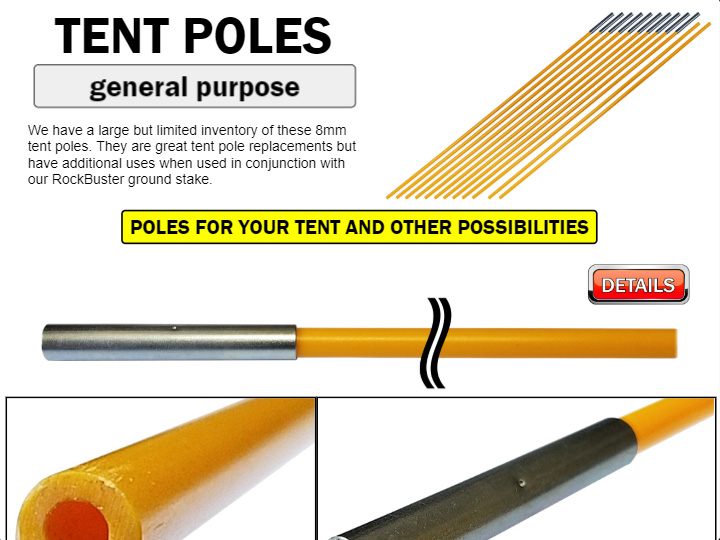 TENT POLES
general purpose
We have a large but limited inventory of these 8mm
tent poles. They are great tent pole replacements but
have additional uses when used in conjunction with
our RockBuster ground stake.
POLES FOR YOUR TENT AND OTHER POSSIBILITIES
DETAILS